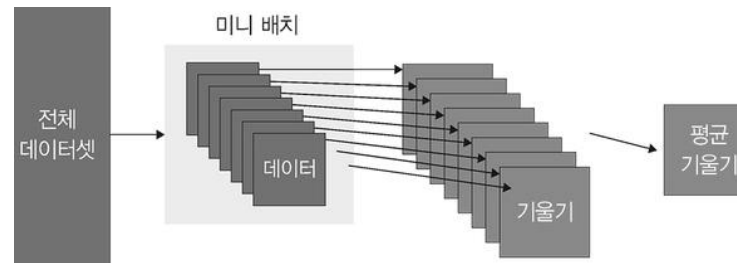 미니 배치
전체
데이터셋
데이터
기울기
평균
기울기